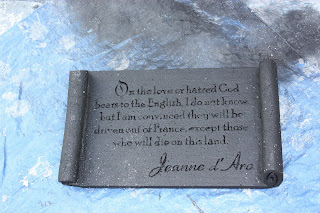 On the love or hatred God
bears to the English, I do not know
but I am convinced they will be
driven out of France, except those
who will die on this land.
Jeanne d'Arc